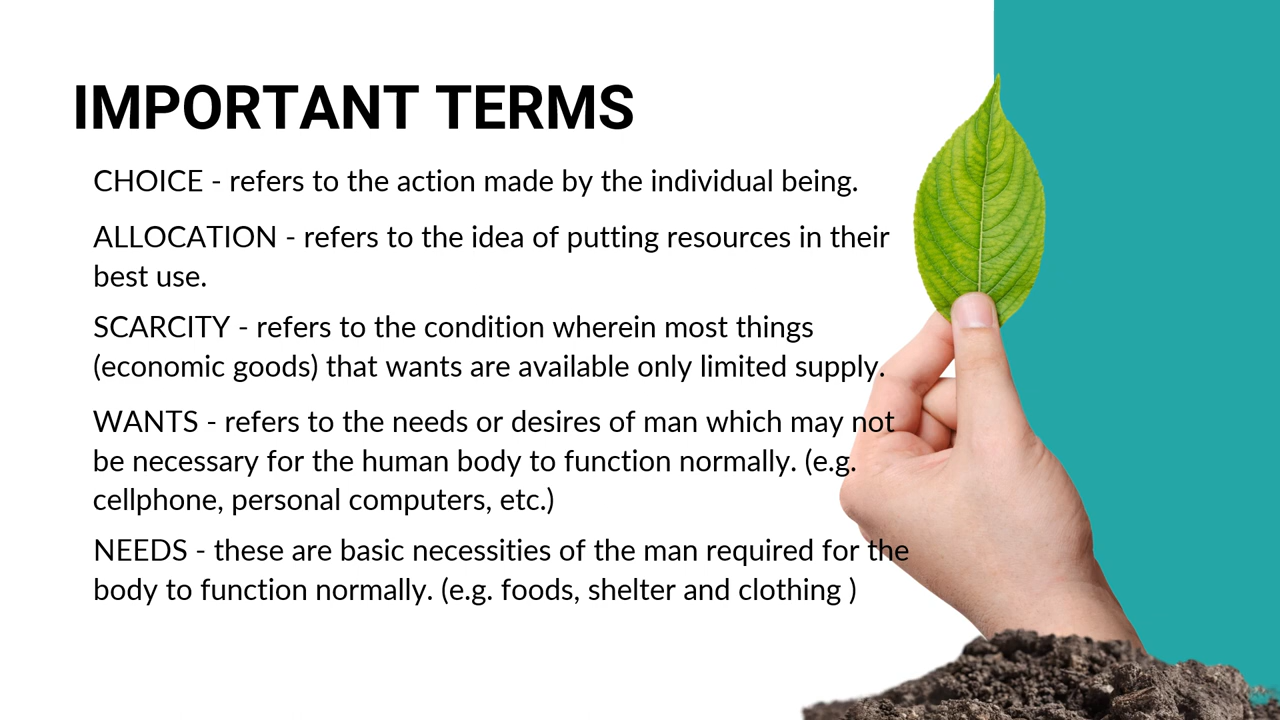 IMPORTANT TERMS
CHOICE - refers to the action made by the individual being.
ALLOCATION - refers to the idea of putting resources in their
best use.
SCARCITY - refers to the condition wherein most things
(economic goods) that wants are available only limited supply.
WANTS - refers to the needs or desires of man which may not
be necessary for the human body to function normally. (e.g.
cellphone, personal computers, etc.)
NEEDS - these are basic necessities of the man required for the
body to function normally. (e.g. foods, shelter and clothing )